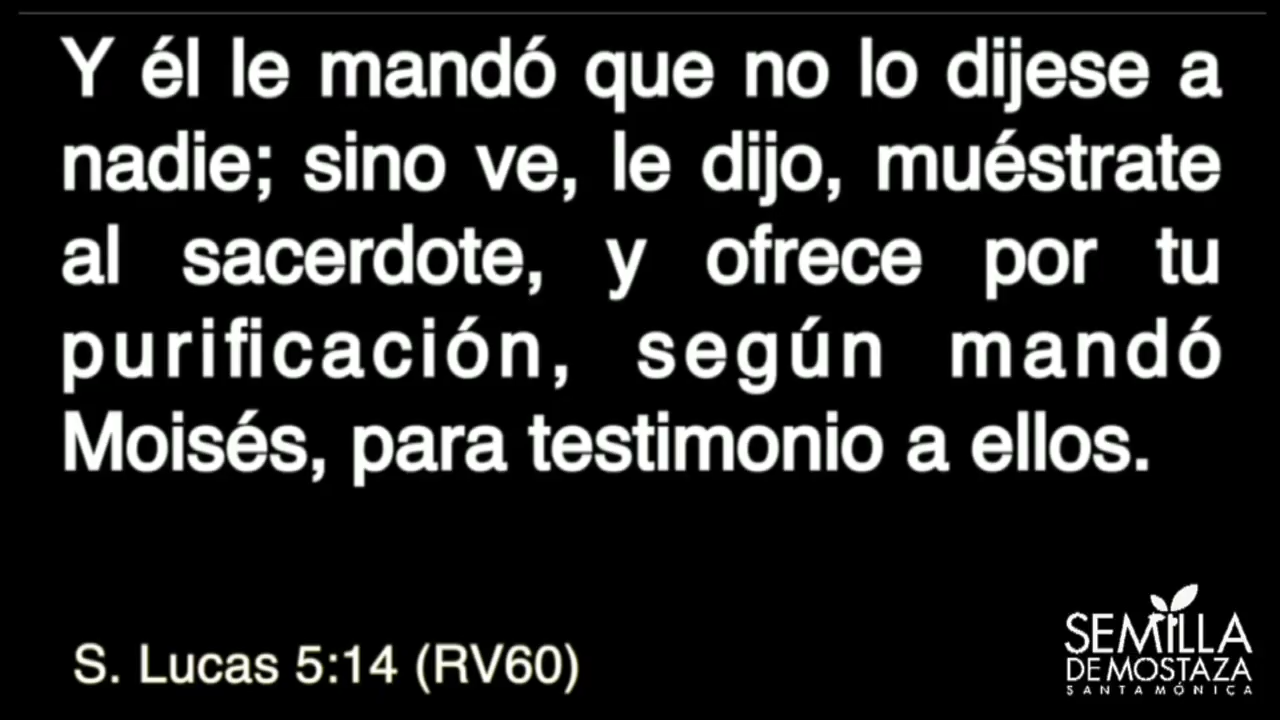 Y él le mandó que no lo dijese a
nadie; sino ve, le dijo, muéstrate
al sacerdote, y ofrece por tu
purificación, según mandó
Moisés, para testimonio a ellos.
S. Lucas 5:14 (RV60)
SEMILLA
DE MOSTAZA
SANTA MÓNICA